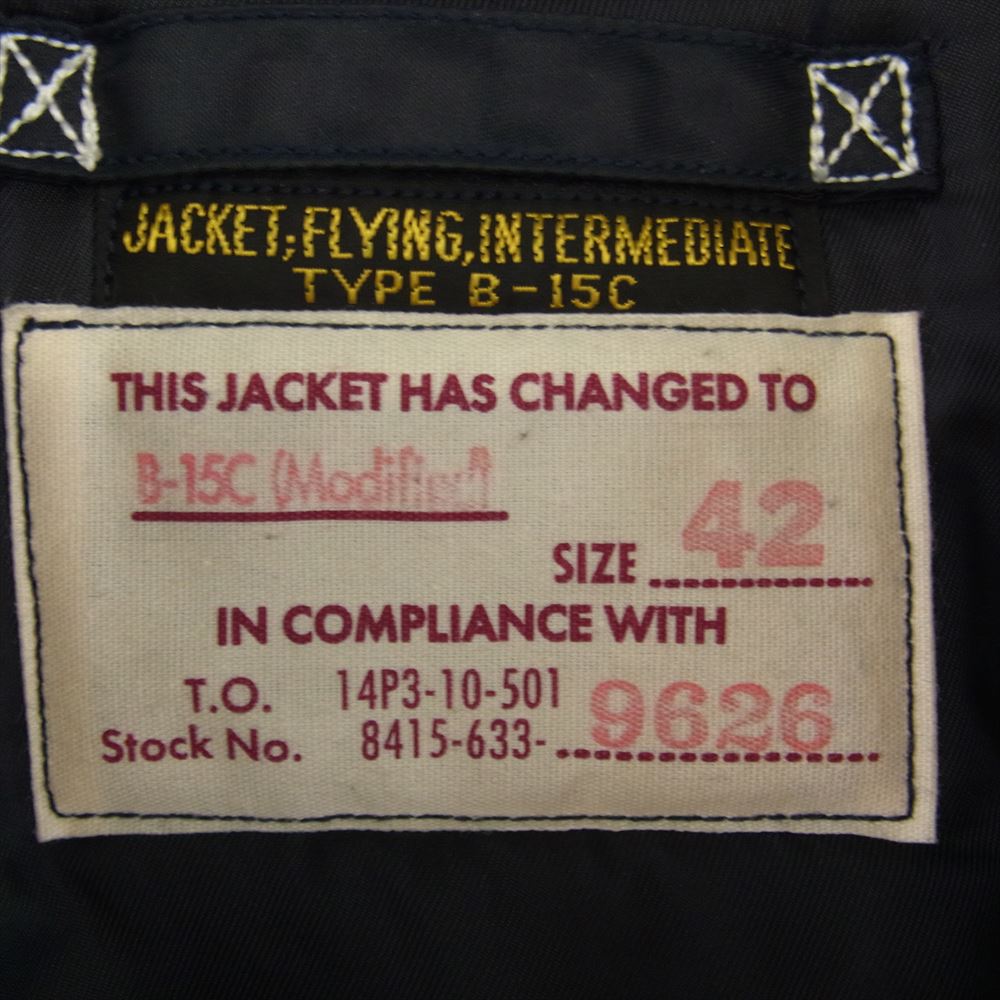 JACKET, FLYING, INTERMEDIATE
TYPE B-15C
THIS JACKET HAS CHANGED TO
B-15C (Modified)
SIZE 42
IN COMPLIANCE WITH
T.O. 14P3-10-501
Stock No. 8415-633-9626